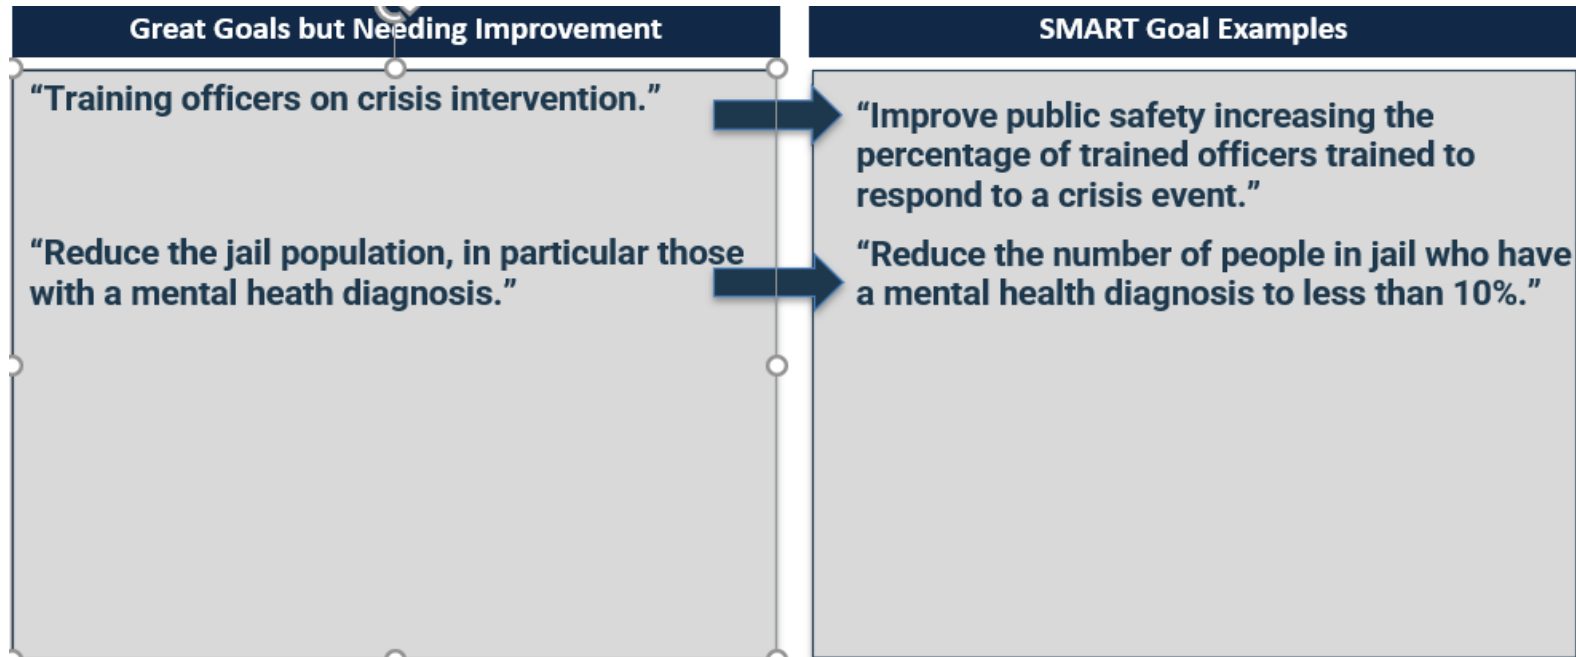 Great Goals but Needing Improvement
“Training officers on crisis intervention.”
“Reduce the jail population, in particular those
with a mental heath diagnosis.”
SMART Goal Examples
“Improve public safety increasing the
percentage of trained officers trained to
respond to a crisis event.”
“Reduce the number of people in jail who have
a mental health diagnosis to less than 10%.”